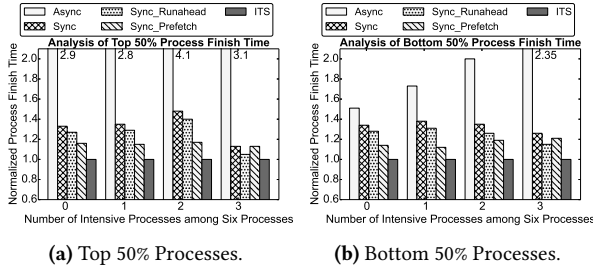 Async Sync_Runahead ITS
Sync Sync_Prefetch
Analysis of Top 50% Process Finish Time
Normalized Process Finish Time
2.0
1.8
1.6
1.4
1.2
1.0
0.8
0.6
2.9 2.8 4.1 3.1
0 1 2 3
Number of Intensive Processes among Six Processes
(a) Top 50% Processes.
Async Sync_Runahead ITS
Sync Sync_Prefetch
Analysis of Bottom 50% Process Finish Time
Normalized Process Finish Time
2.0
1.8
1.6
1.4
1.2
1.0
0.8
0.6
2.35
0 1 2 3
Number of Intensive Processes among Six Processes
(b) Bottom 50% Processes.